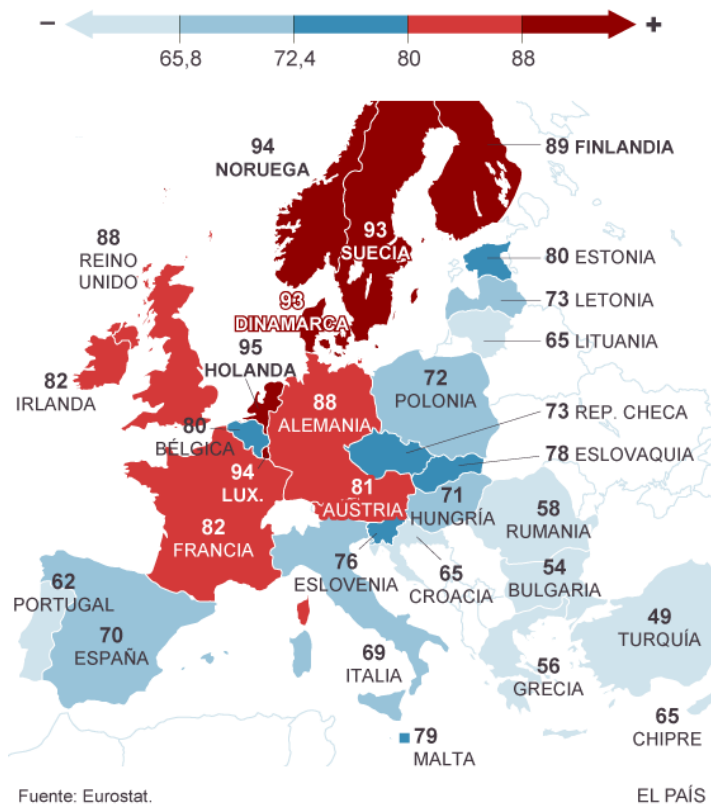 − +
65,8 72,4 80 88
94
NORUEGA
89 FINLANDIA
88
REINO
UNIDO
93
SUECIA
80 ESTONIA
73 LETONIA
93
DINAMARCA
65 LITUANIA
95
HOLANDA
82
IRLANDA
72
POLONIA
88
ALEMANIA
80
BÉLGICA
73 REP. CHECA
78 ESLOVAQUIA
94
LUX.
81
AUSTRIA
71
HUNGRÍA
58
RUMANIA
82
FRANCIA
76
ESLOVENIA
65
CROACIA
54
BULGARIA
62
PORTUGAL
70
ESPAÑA
49
TURQUÍA
69
ITALIA
56
GRECIA
65
CHIPRE
79
MALTA
Fuente: Eurostat.
EL PAÍS